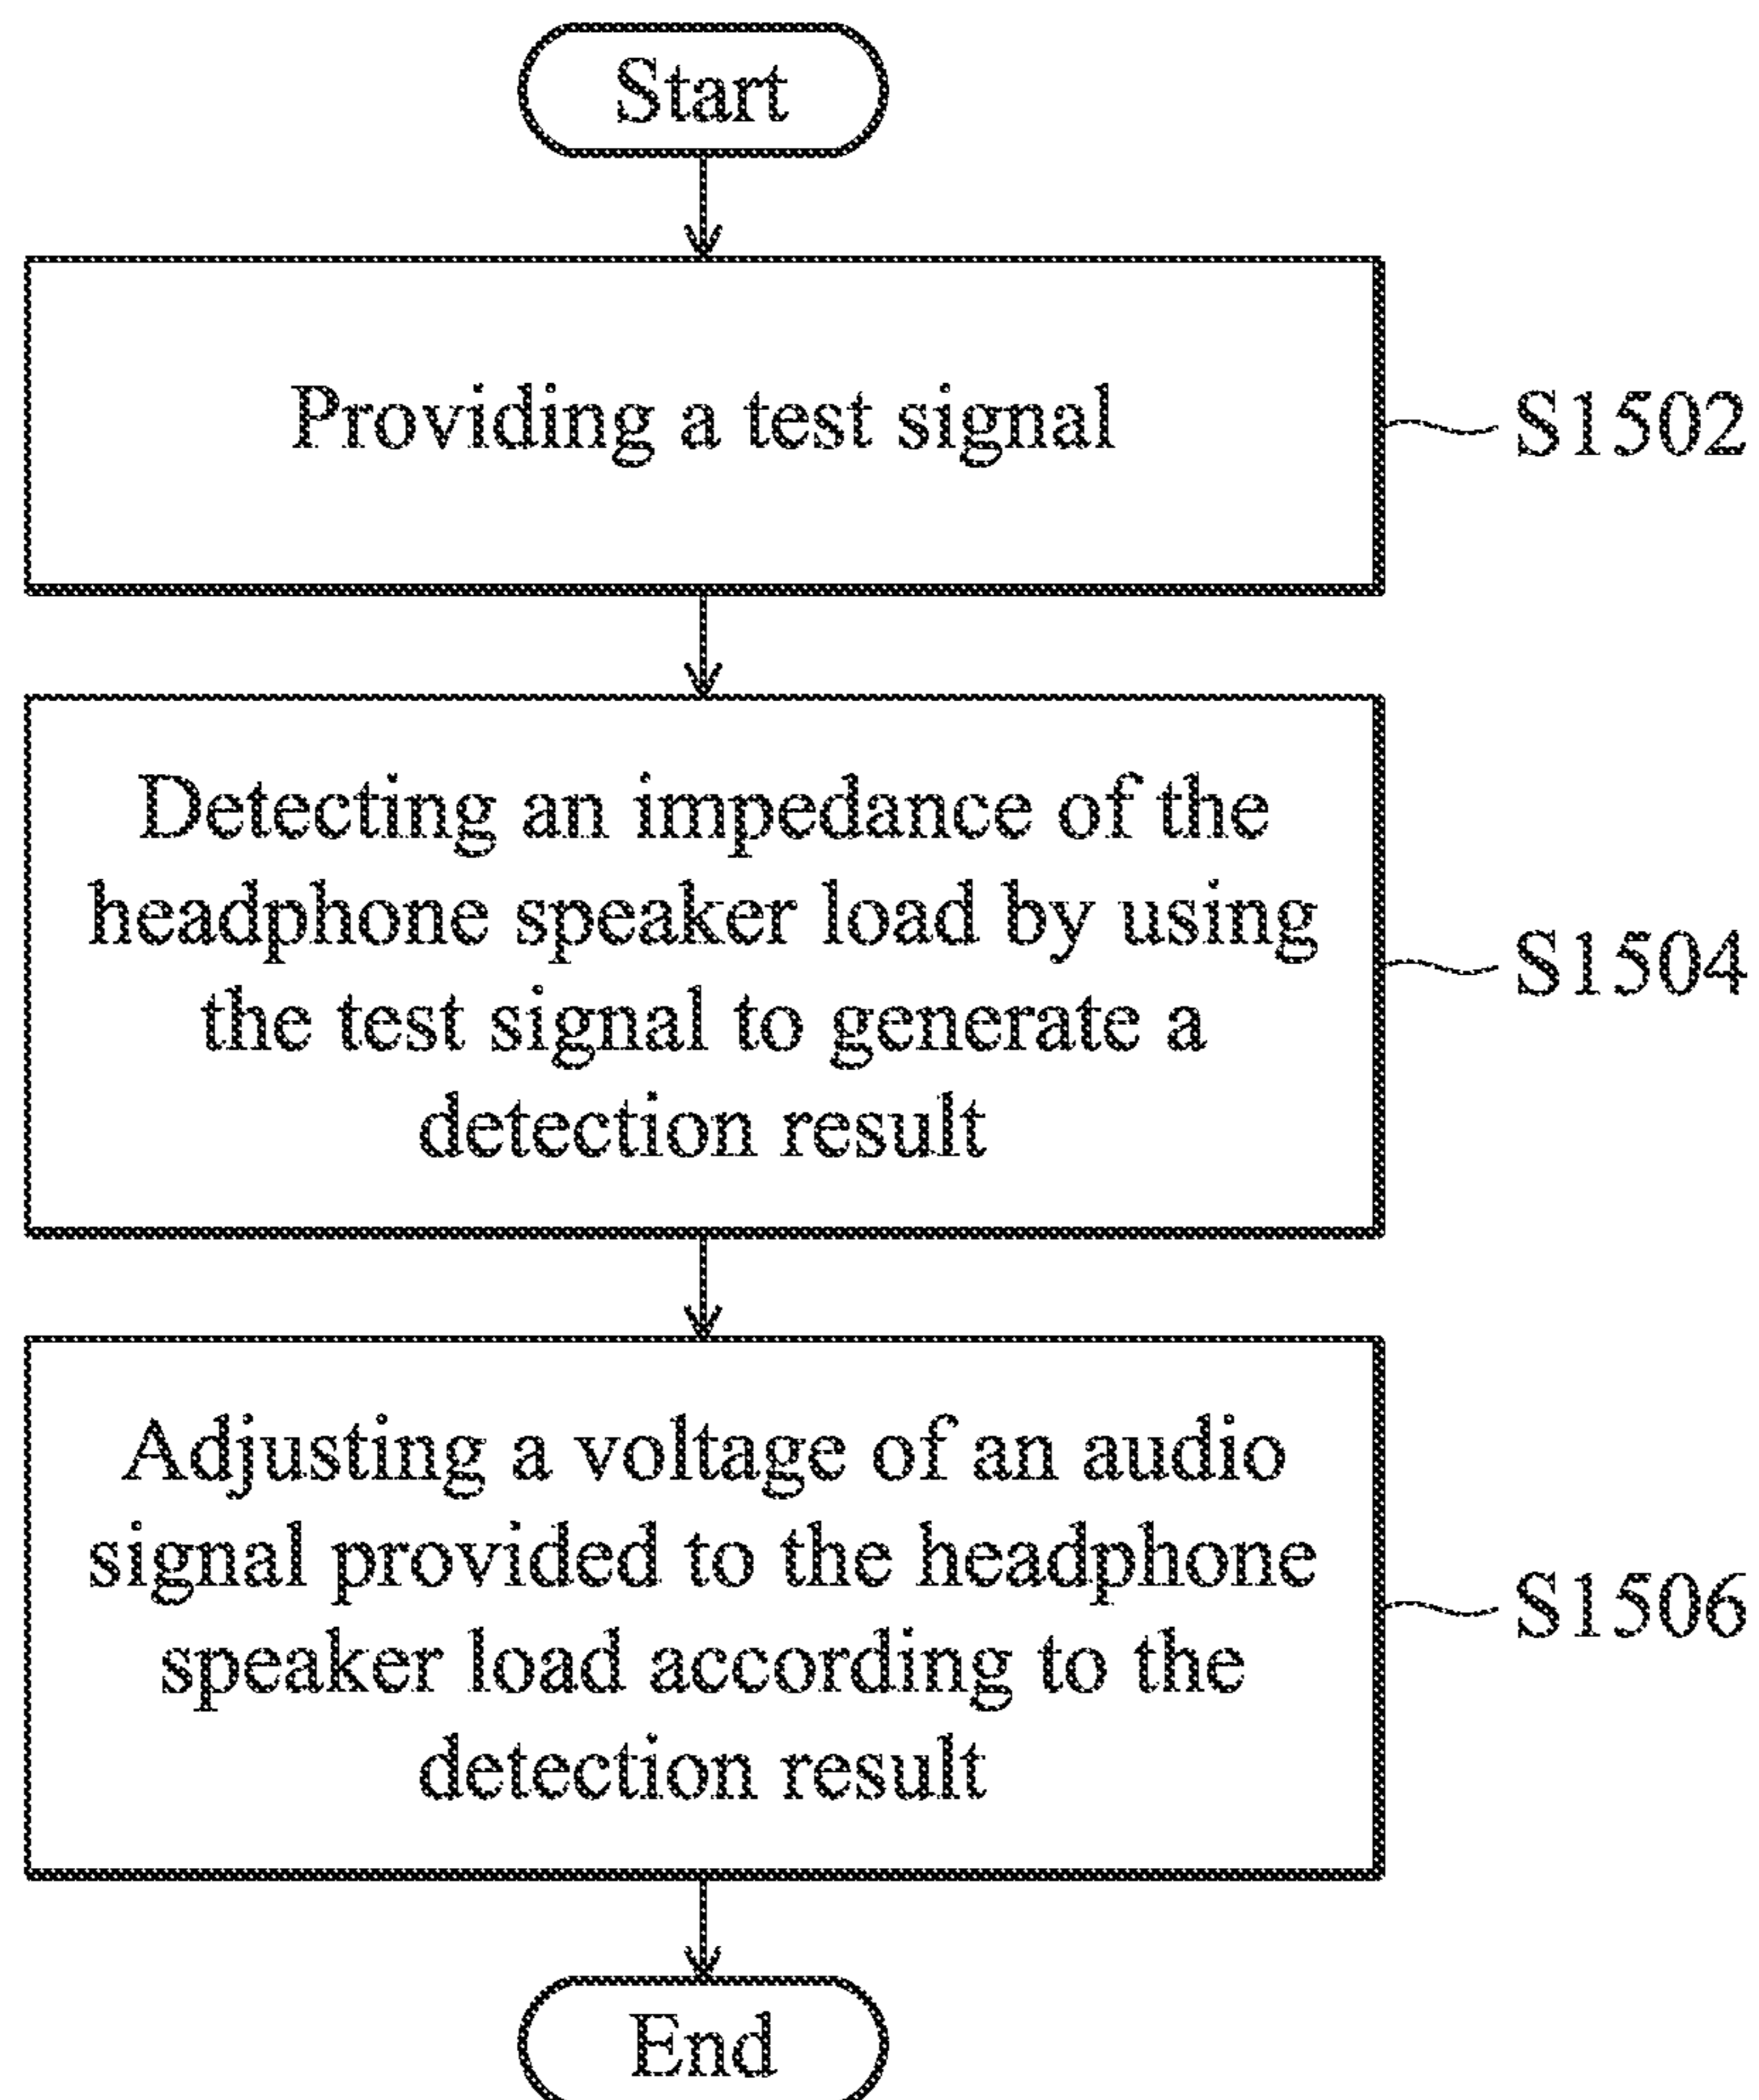 Start
Providing a test signal
S1502
Detecting an impedance of the
headphone speaker load by using
the test signal to generate a
detection result
S1504
Adjusting a voltage of an audio
signal provided to the headphone
speaker load according to the
detection result
S1506
End